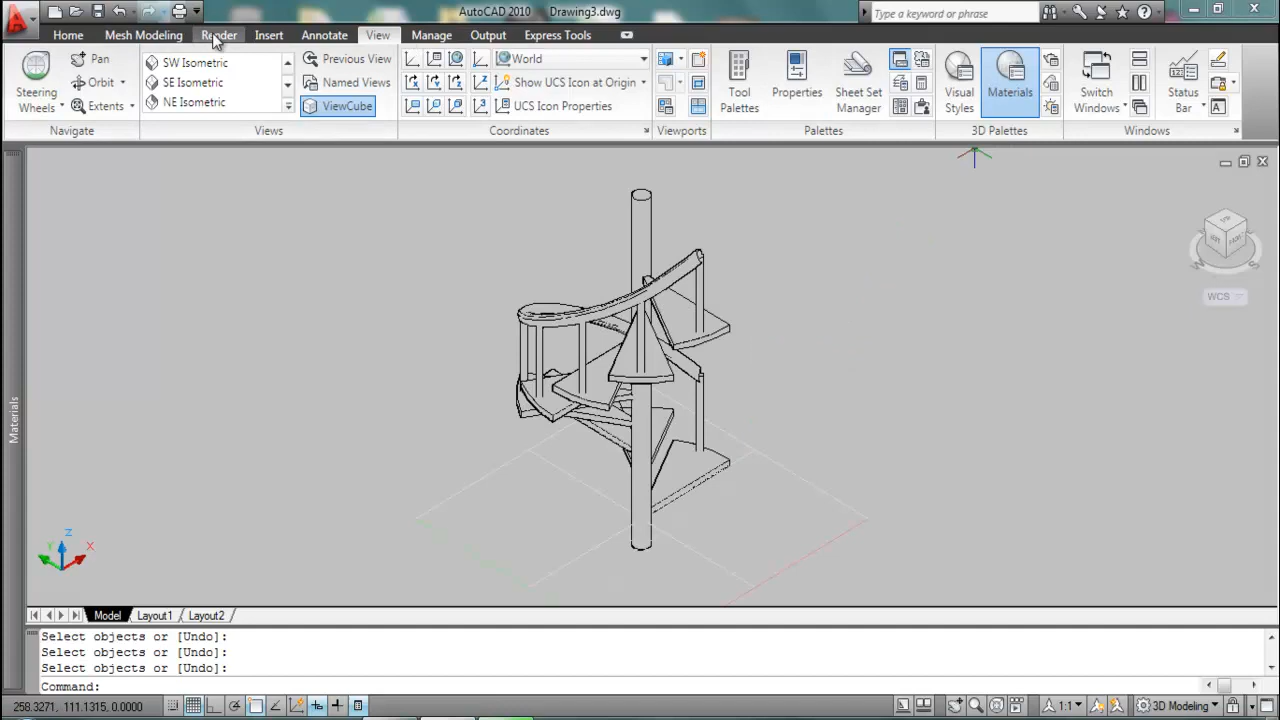 AutoCAD 2010 Drawing3.dwg
Type a keyword or phrase
Home Mesh Modeling Render Insert Annotate View Manage Output Express Tools
Steering
Wheels
Pan
Orbit
Extents
Navigate
SW Isometric
SE Isometric
NE Isometric
Previous View
Named Views
ViewCube
Views
World
Show UCS Icon at Origin
UCS Icon Properties
Coordinates
Viewports
Tool
Palettes
Properties
Sheet Set
Manager
Palettes
Visual
Styles
Materials
3D Palettes
Switch
Windows
Status
Bar
Windows
WCS
Materials
Z
Y
X
Model Layout1 Layout2
Select objects or [Undo]:
Select objects or [Undo]:
Select objects or [Undo]:
Command:
258.3271, 111.1315, 0.0000
1:1
3D Modeling